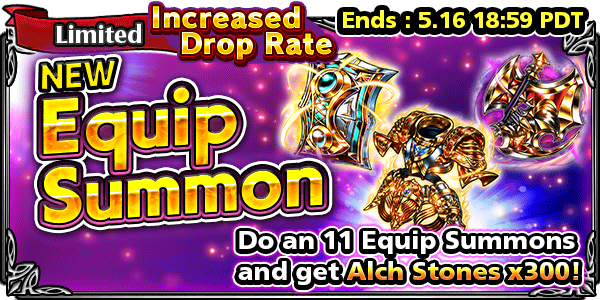 Limited
Increased
Drop Rate
Ends : 5.16 18:59 PDT
NEW
Equip
Summon
Do an 11 Equip Summons
and get Alch Stones x300!